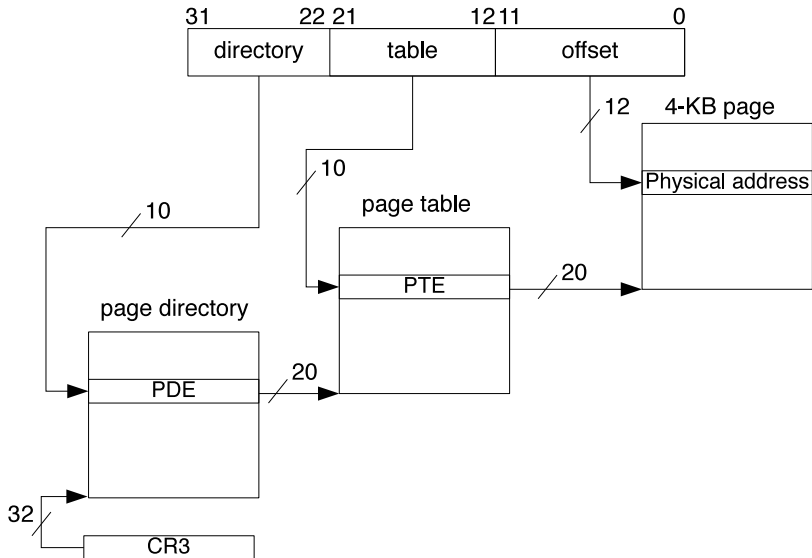 31 22 21 12 11 0
directory table offset
12 4-KB page
10 Physical address
10 page table
PTE 20
page directory
PDE 20
32
CR3